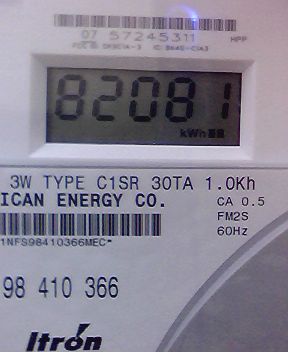 07 57245311 HPP
82081
kWh
3W TYPE C1SR 30TA 1.0Kh
ICAN ENERGY CO. CA 0.5
FM2S
60Hz
1NFS98410366MEC*
98 410 366
Itron